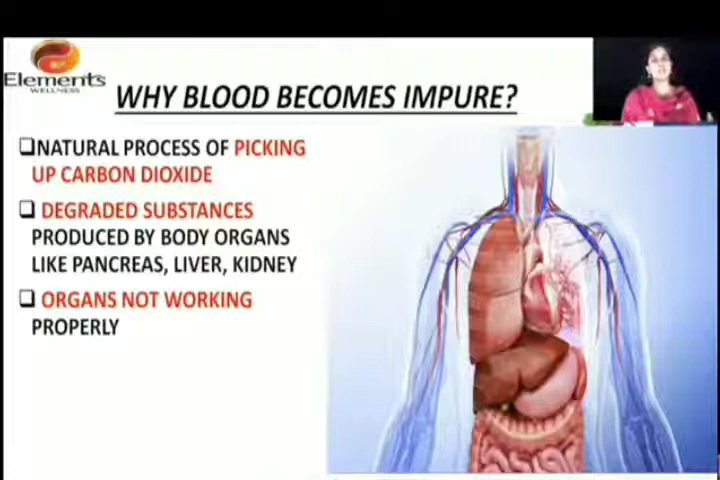 Elements
WELLNESS
WHY BLOOD BECOMES IMPURE?
NATURAL PROCESS OF PICKING
UP CARBON DIOXIDE
DEGRADED SUBSTANCES
PRODUCED BY BODY ORGANS
LIKE PANCREAS, LIVER, KIDNEY
ORGANS NOT WORKING
PROPERLY